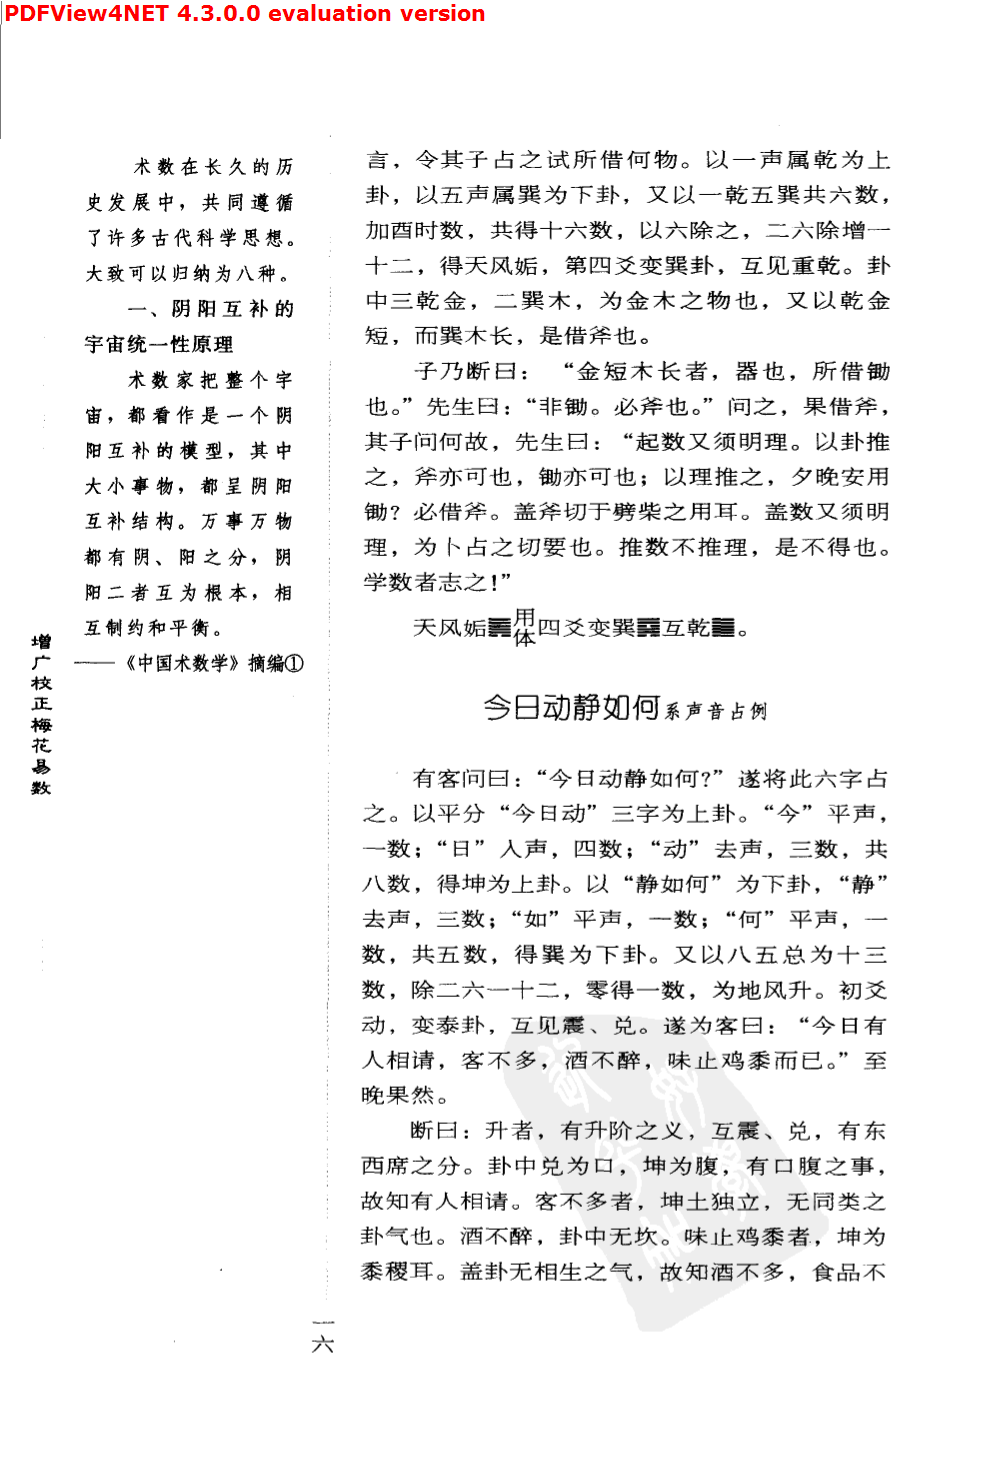 PDFView4NET 4.3.0.0 evaluation version
术数在长久的历
史发展中，共同遵循
了许多古代科学思想。
大致可以归纳为八种。
一、阴阳互补的
宇宙统一性原理
术数家把整个宇
宙，都看作是一个阴
阳互补的模型，其中
大小事物，都呈阴阳
互补结构。万事万物
都有阴、阳之分，阴
阳二者互为根本，相
互制约和平衡。
——《中国术数学》摘编①
增广校正梅花易数
言，令其子占之试所借何物。以一声属乾为上
卦，以五声属巽为下卦，又以一乾五巽共六数，
加酉时数，共得十六数，以六除之，二六除增一
十二，得天风姤，第四爻变巽卦，互见重乾。卦
中三乾金，二巽木，为金木之物也，又以乾金
短，而巽木长，是借斧也。
子乃断曰：“金短木长者，器也，所借锄
也。”先生曰：“非锄。必斧也。”问之，果借斧，
其子问何故，先生曰：“起数又须明理。以卦推
之，斧亦可也，锄亦可也；以理推之，夕晚安用
锄？必借斧。盖斧切于劈柴之用耳。盖数又须明
理，为卜占之切要也。推数不推理，是不得也。
学数者志之！”
天风姤䷫用体四爻变巽䷸互乾䷀。
今日动静如何系声音占例
有客问曰：“今日动静如何？”遂将此六字占
之。以平分“今日动”三字为上卦。“今”平声，
一数；“日”入声，四数；“动”去声，三数，共
八数，得坤为上卦。以“静如何”为下卦，“静”
去声，三数；“如”平声，一数；“何”平声，一
数，共五数，得巽为下卦。又以八五总为十三
数，除二六一十二，零得一数，为地风升。初爻
动，变泰卦，互见震、兑。遂为客曰：“今日有
人相请，客不多，酒不醉，味止鸡黍而已。”至
晚果然。
断曰：升者，有升阶之义，互震、兑，有东
西席之分。卦中兑为口，坤为腹，有口腹之事，
故知有人相请。客不多者，坤土独立，无同类之
卦气也。酒不醉，卦中无坎。味止鸡黍者，坤为
黍稷耳。盖卦无相生之气，故知酒不多，食品不
一六